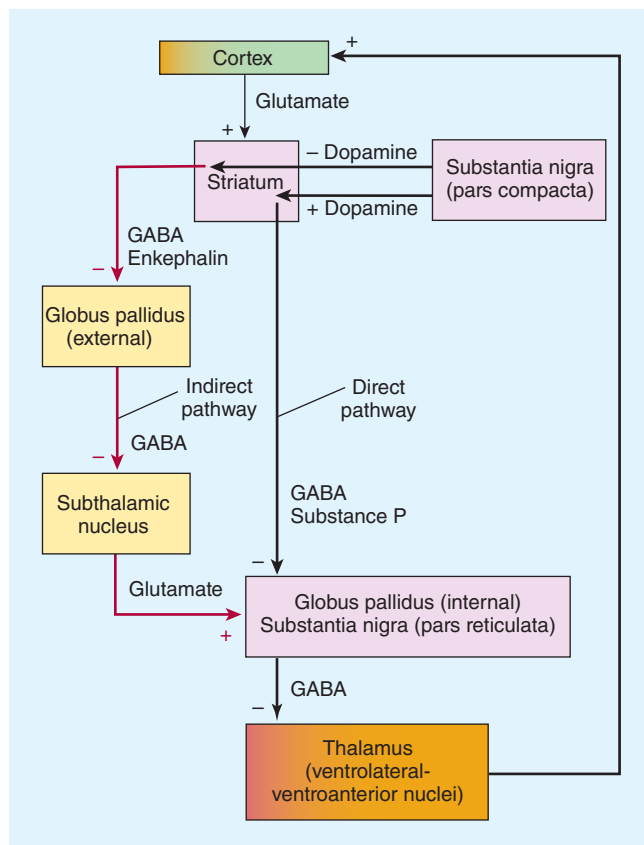 +
Cortex
Glutamate
+
– Dopamine
Striatum
Substantia nigra
(pars compacta)
+ Dopamine
GABA
Enkephalin
–
Globus pallidus
(external)
Indirect
pathway
Direct
pathway
– GABA
GABA
Substance P
Subthalamic
nucleus
–
Glutamate
+
Globus pallidus (internal)
Substantia nigra (pars reticulata)
GABA
–
Thalamus
(ventrolateral-
ventroanterior nuclei)